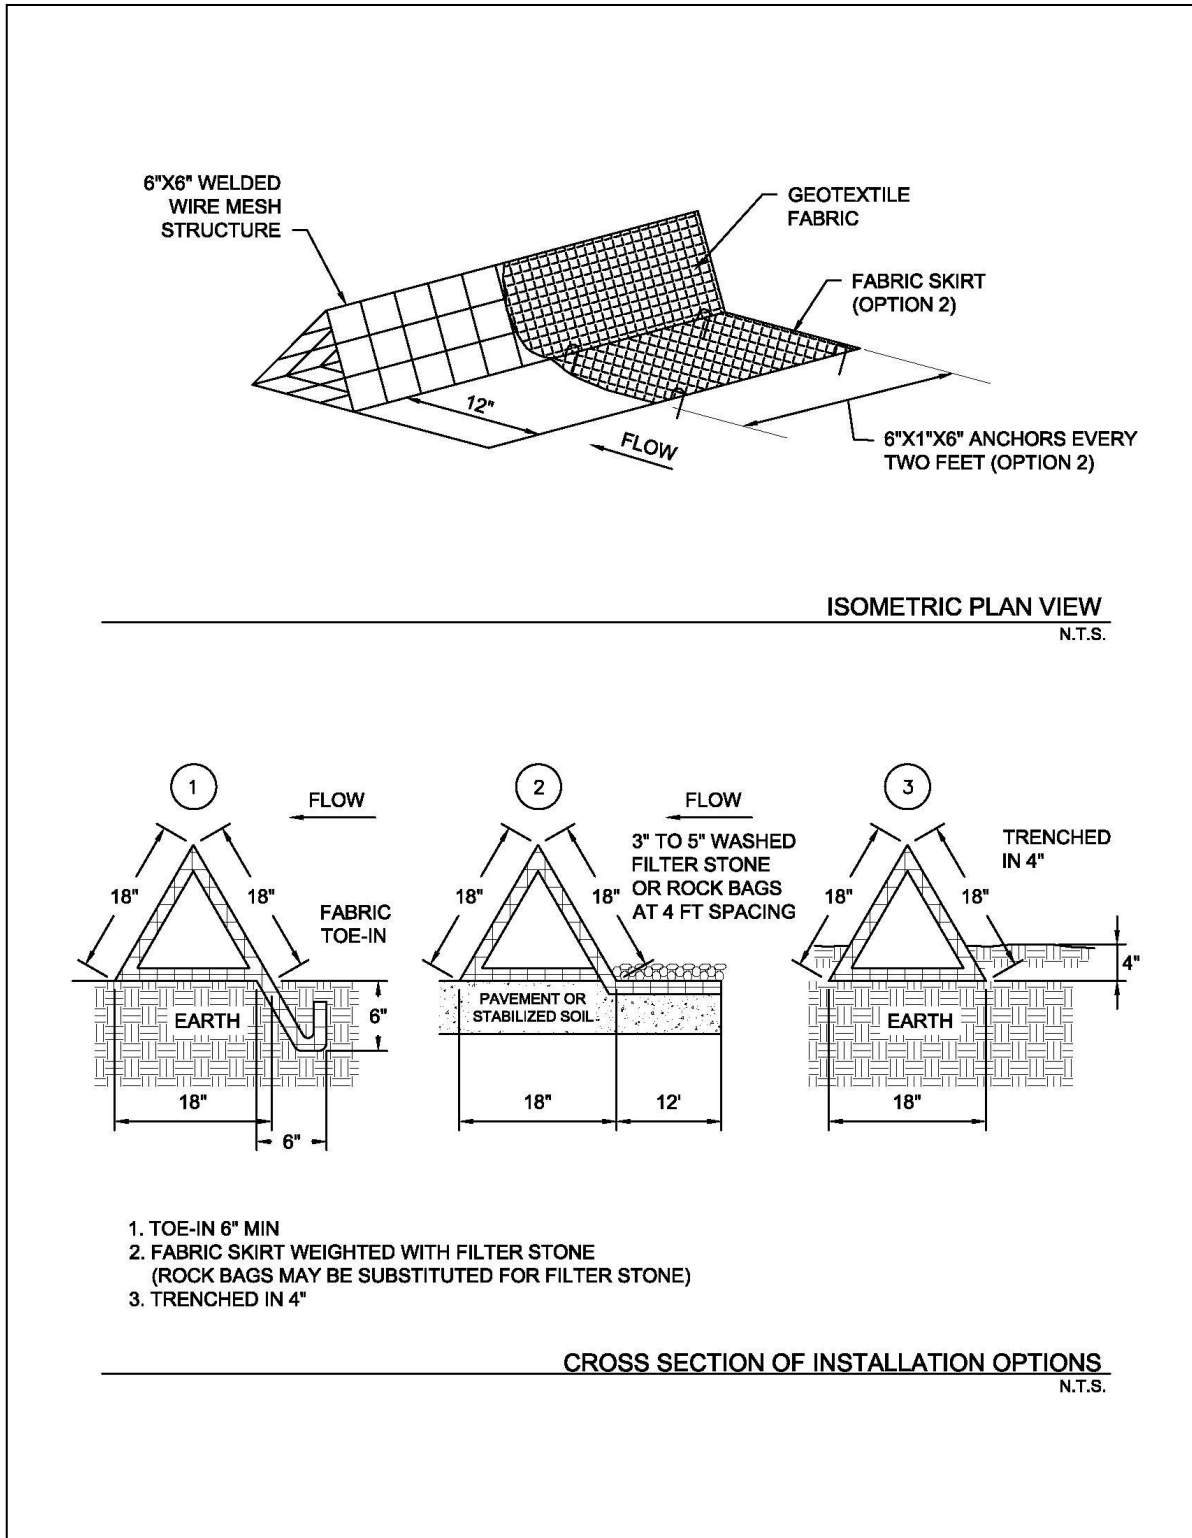 6"X6" WELDED
WIRE MESH
STRUCTURE
GEOTEXTILE
FABRIC
FABRIC SKIRT
(OPTION 2)
12"
FLOW
6"X1"X6" ANCHORS EVERY
TWO FEET (OPTION 2)
ISOMETRIC PLAN VIEW
N.T.S.
1
FLOW
18"
18"
FABRIC
TOE-IN
EARTH
6"
18"
6"
2
FLOW
18"
18"
3" TO 5" WASHED
FILTER STONE
OR ROCK BAGS
AT 4 FT SPACING
PAVEMENT OR
STABILIZED SOIL
18"
12'
3
TRENCHED
IN 4"
18"
18"
4"
EARTH
18"
1. TOE-IN 6" MIN
2. FABRIC SKIRT WEIGHTED WITH FILTER STONE
(ROCK BAGS MAY BE SUBSTITUTED FOR FILTER STONE)
3. TRENCHED IN 4"
CROSS SECTION OF INSTALLATION OPTIONS
N.T.S.